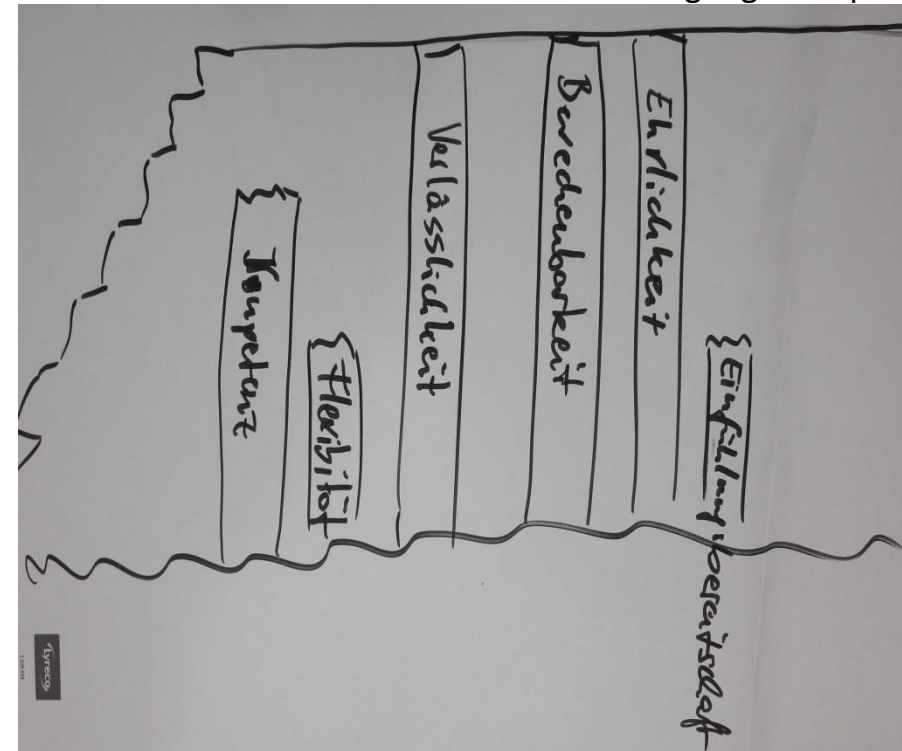 Ehrlichkeit
Berechenbarkeit
Verlässlichkeit
Kompetenz
Flexibilität
Einfühlungsbereitschaft
Lyreco